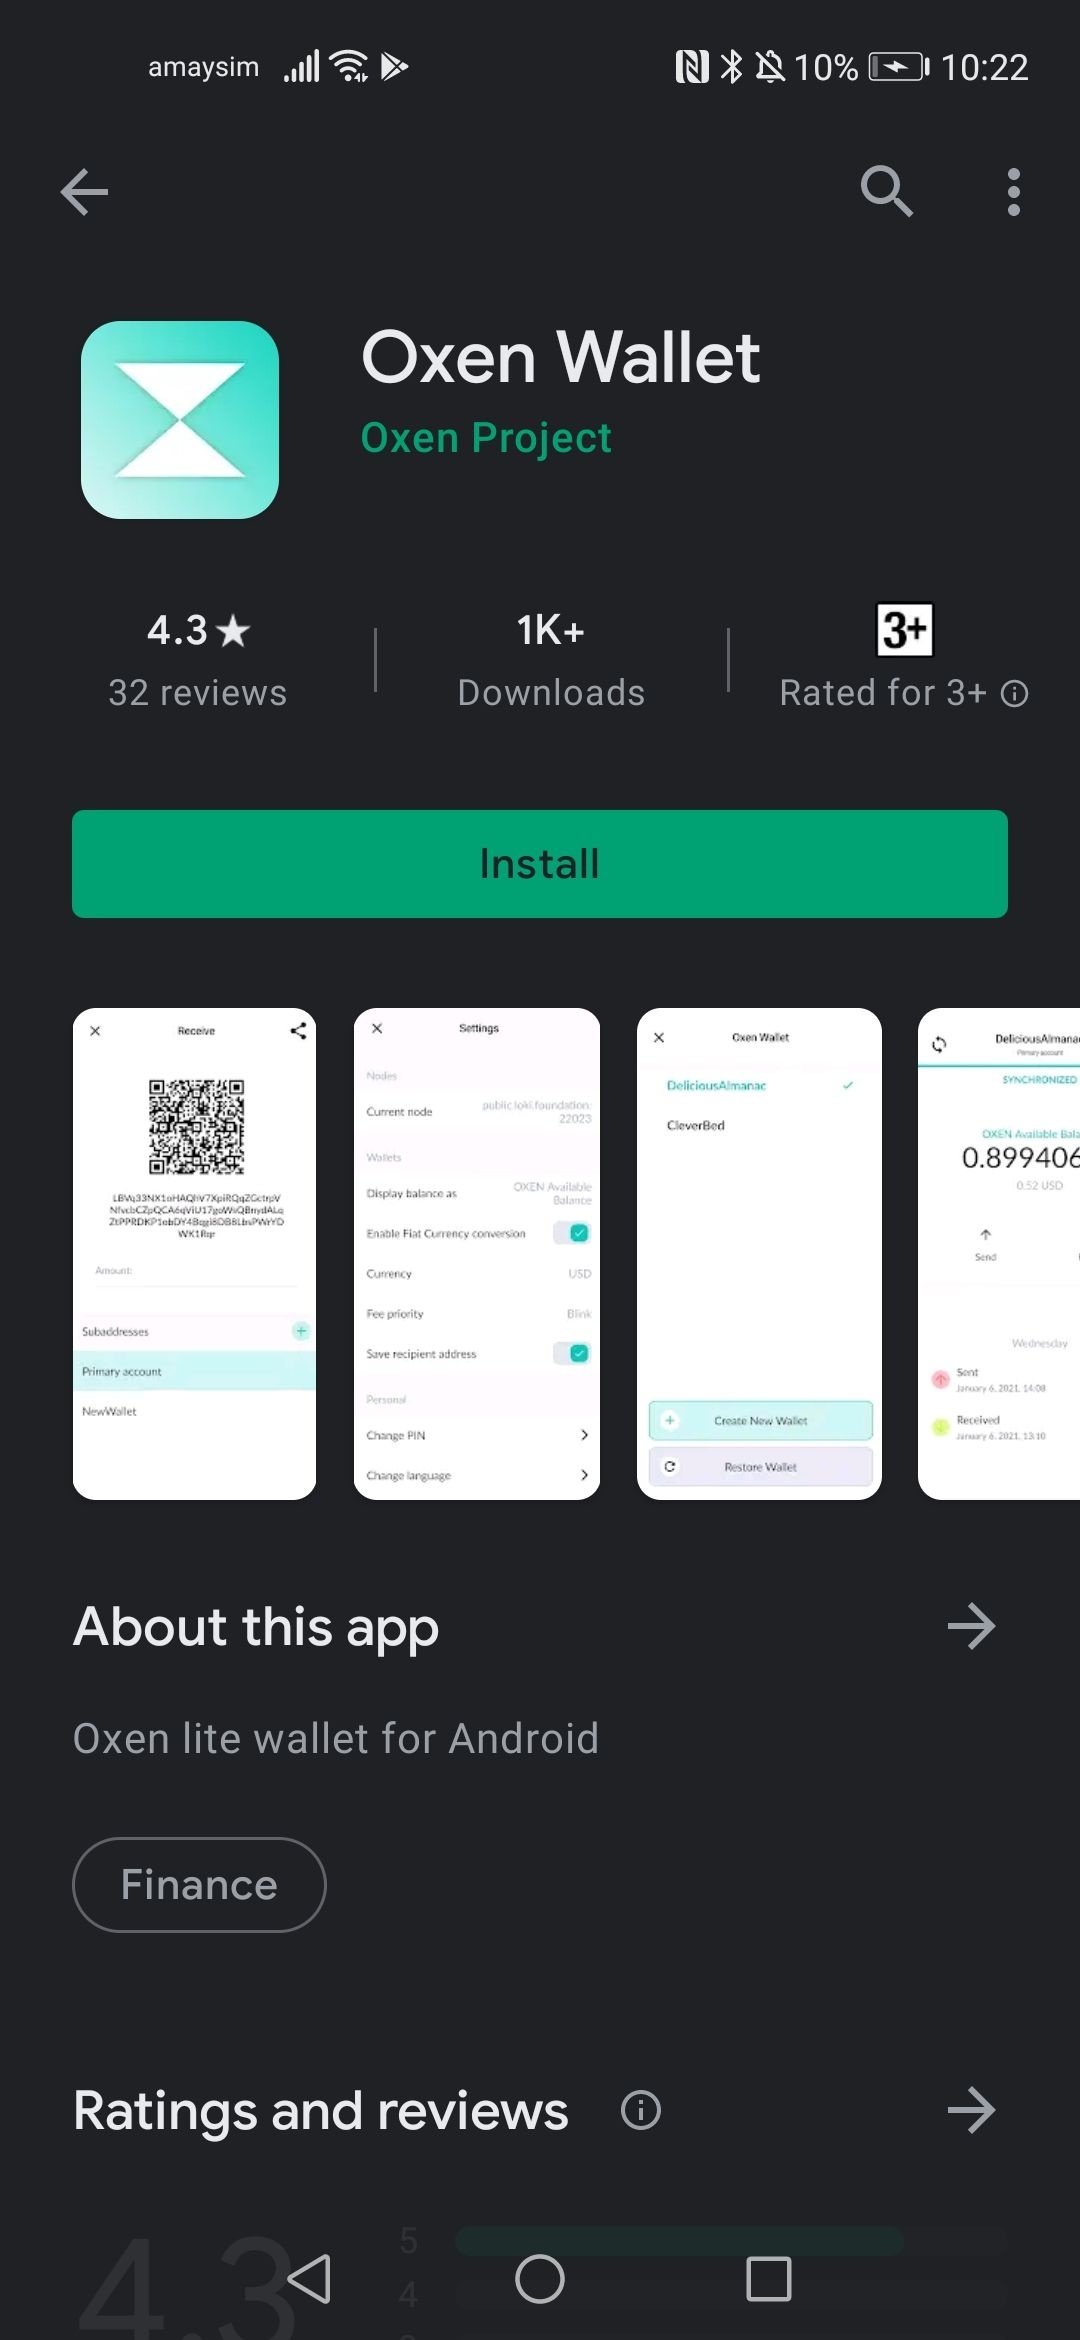 amaysim 10% 10:22
Oxen Wallet
Oxen Project
4.3★ 1K+ 3+
32 reviews Downloads Rated for 3+
Install
Receive
Amount:
Subaddresses
Primary account
NewWallet
Settings
Nodes
Current node public.loki.foundation:
22023
Wallets
Display balance as OXEN Available
Balance
Enable Fiat Currency conversion
Currency USD
Fee priority Blink
Save recipient address
Personal
Change PIN
Change language
Oxen Wallet
DeliciousAlmanac
CleverBed
Create New Wallet
Restore Wallet
DeliciousAlmanac
Primary account
SYNCHRONIZED
OXEN Available Bala
0.899406
0.52 USD
Send
Wednesday
Sent
January 6, 2021, 14:08
Received
January 6, 2021, 13:10
About this app
Oxen lite wallet for Android
Finance
Ratings and reviews
4.3
5
4